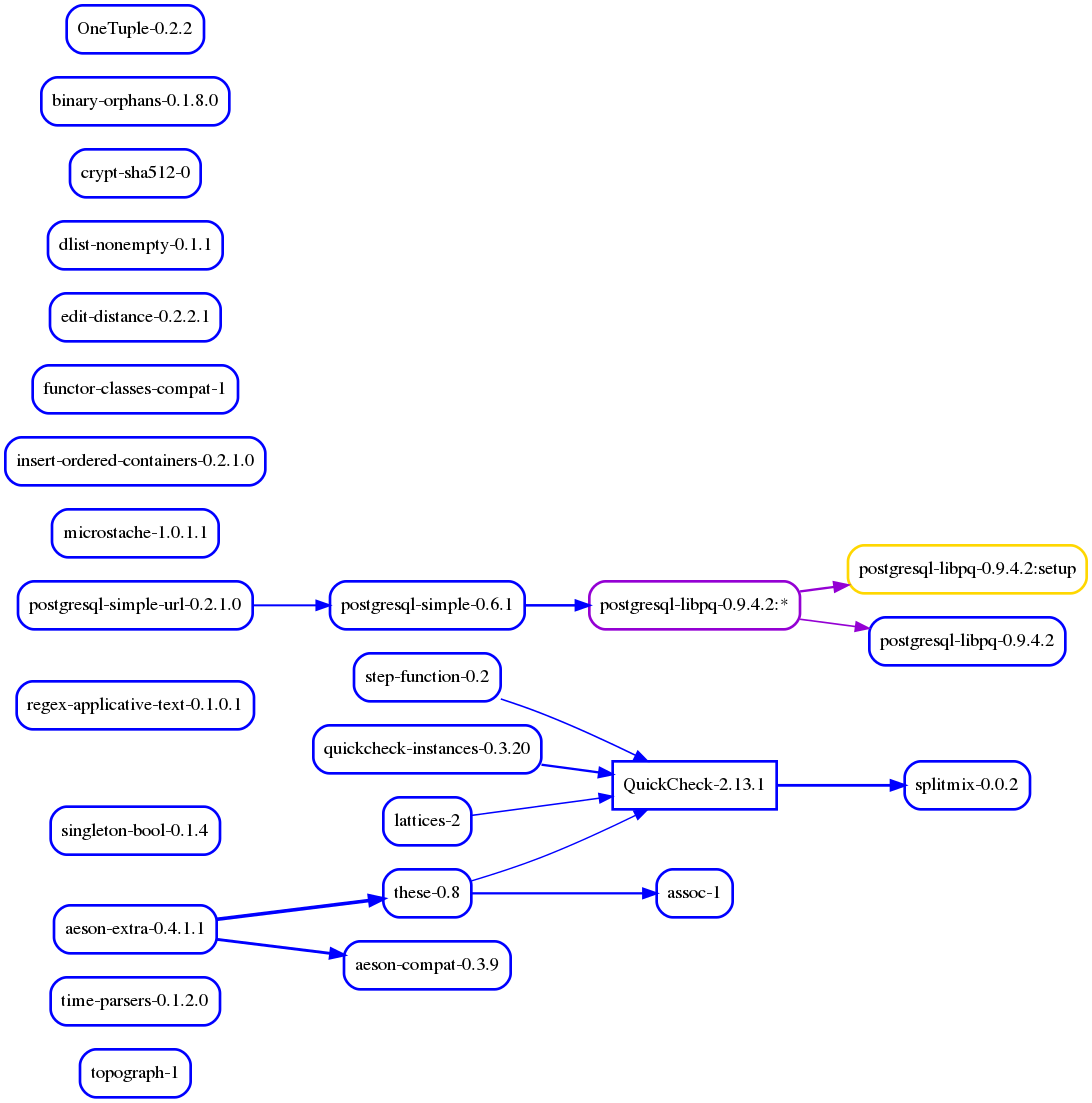 OneTuple-0.2.2
binary-orphans-0.1.8.0
crypt-sha512-0
dlist-nonempty-0.1.1
edit-distance-0.2.2.1
functor-classes-compat-1
insert-ordered-containers-0.2.1.0
microstache-1.0.1.1
postgresql-libpq-0.9.4.2:setup
postgresql-simple-url-0.2.1.0
postgresql-simple-0.6.1
postgresql-libpq-0.9.4.2:*
postgresql-libpq-0.9.4.2
step-function-0.2
regex-applicative-text-0.1.0.1
quickcheck-instances-0.3.20
QuickCheck-2.13.1
splitmix-0.0.2
lattices-2
singleton-bool-0.1.4
these-0.8
assoc-1
aeson-extra-0.4.1.1
aeson-compat-0.3.9
time-parsers-0.1.2.0
topograph-1